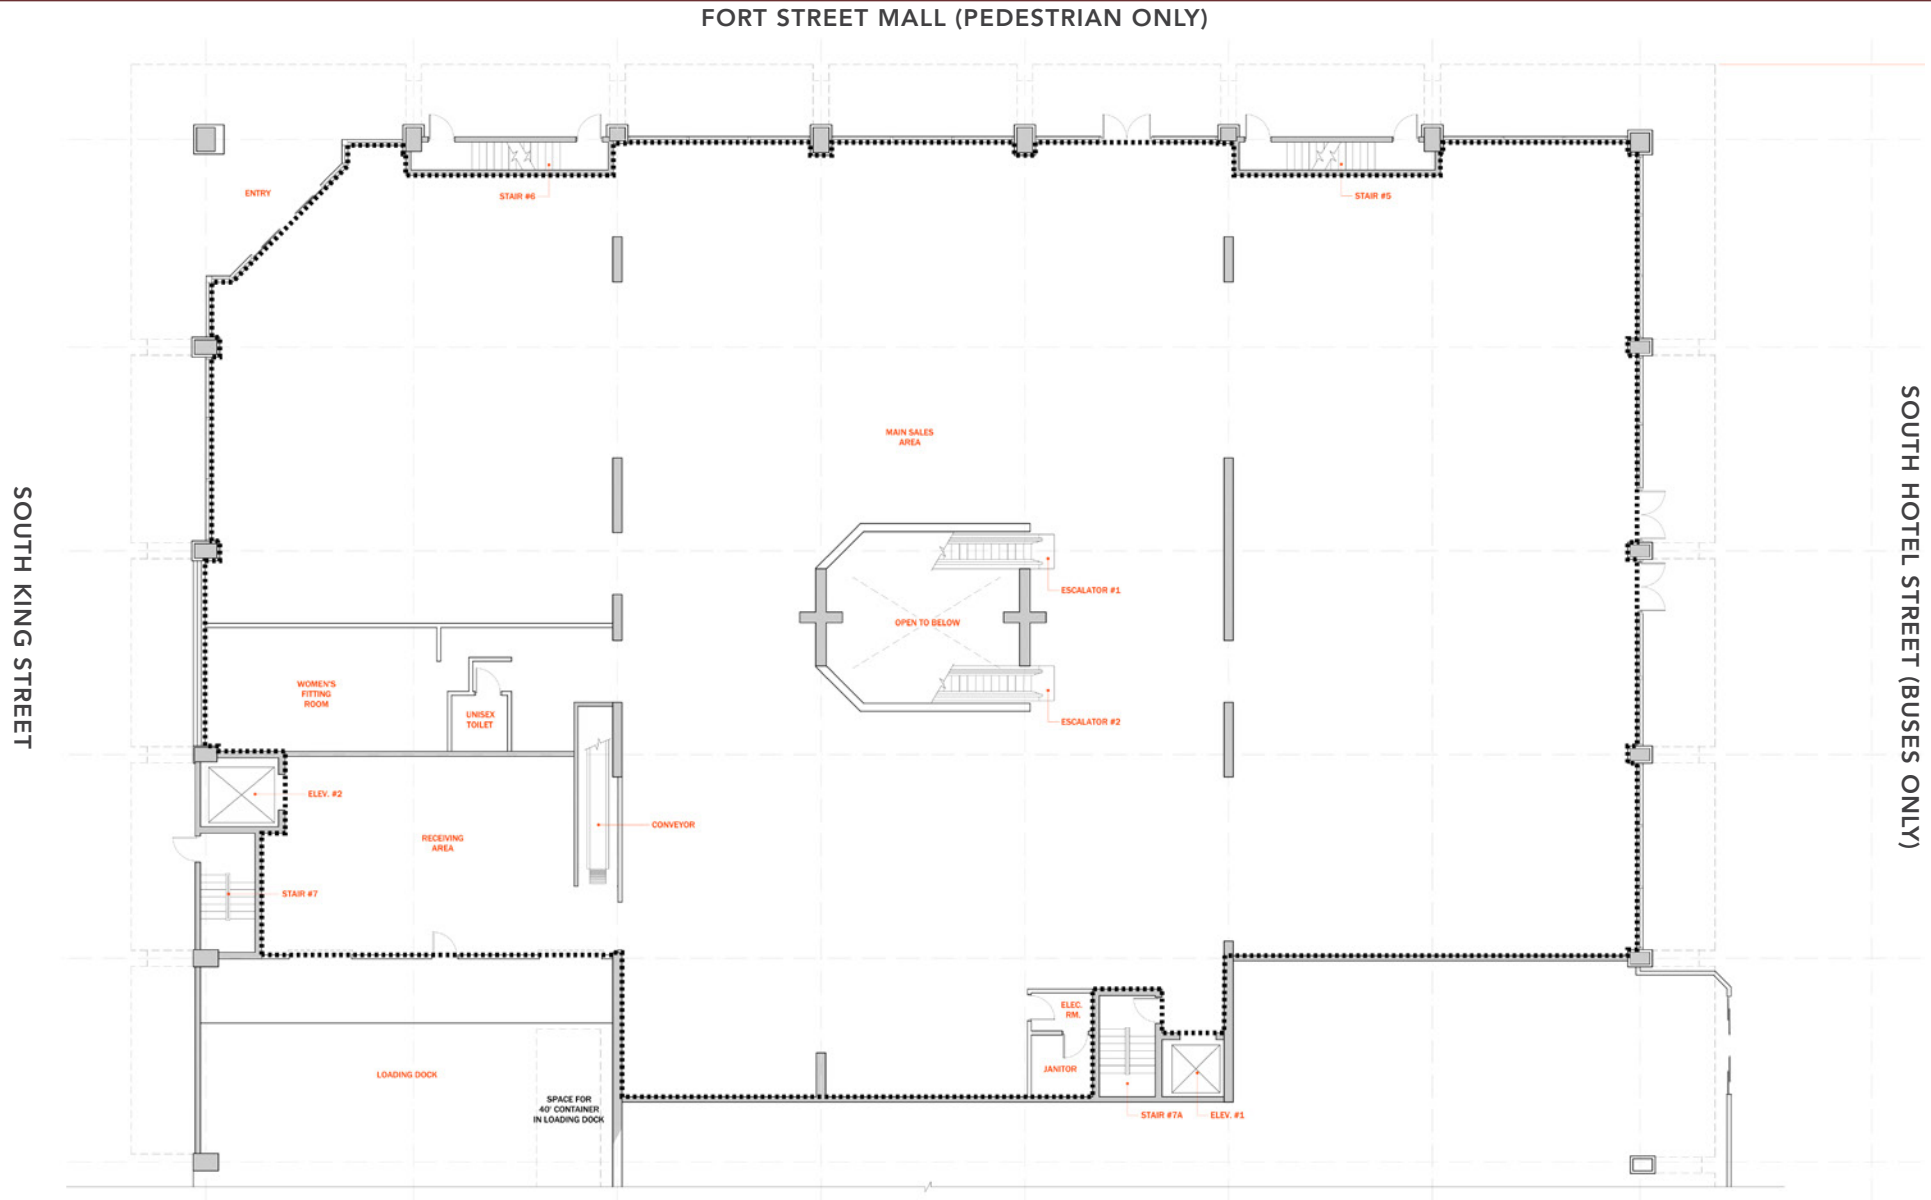 FORT STREET MALL (PEDESTRIAN ONLY)
ENTRY
STAIR #6
STAIR #5
MAIN SALES
AREA
SOUTH KING STREET
SOUTH HOTEL STREET (BUSES ONLY)
ESCALATOR #1
OPEN TO BELOW
WOMEN'S
FITTING
ROOM
UNISEX
TOILET
ESCALATOR #2
ELEV. #2
CONVEYOR
RECEIVING
AREA
STAIR #7
ELEC.
RM.
JANITOR
LOADING DOCK
SPACE FOR
40' CONTAINER
IN LOADING DOCK
STAIR #7A
ELEV. #1